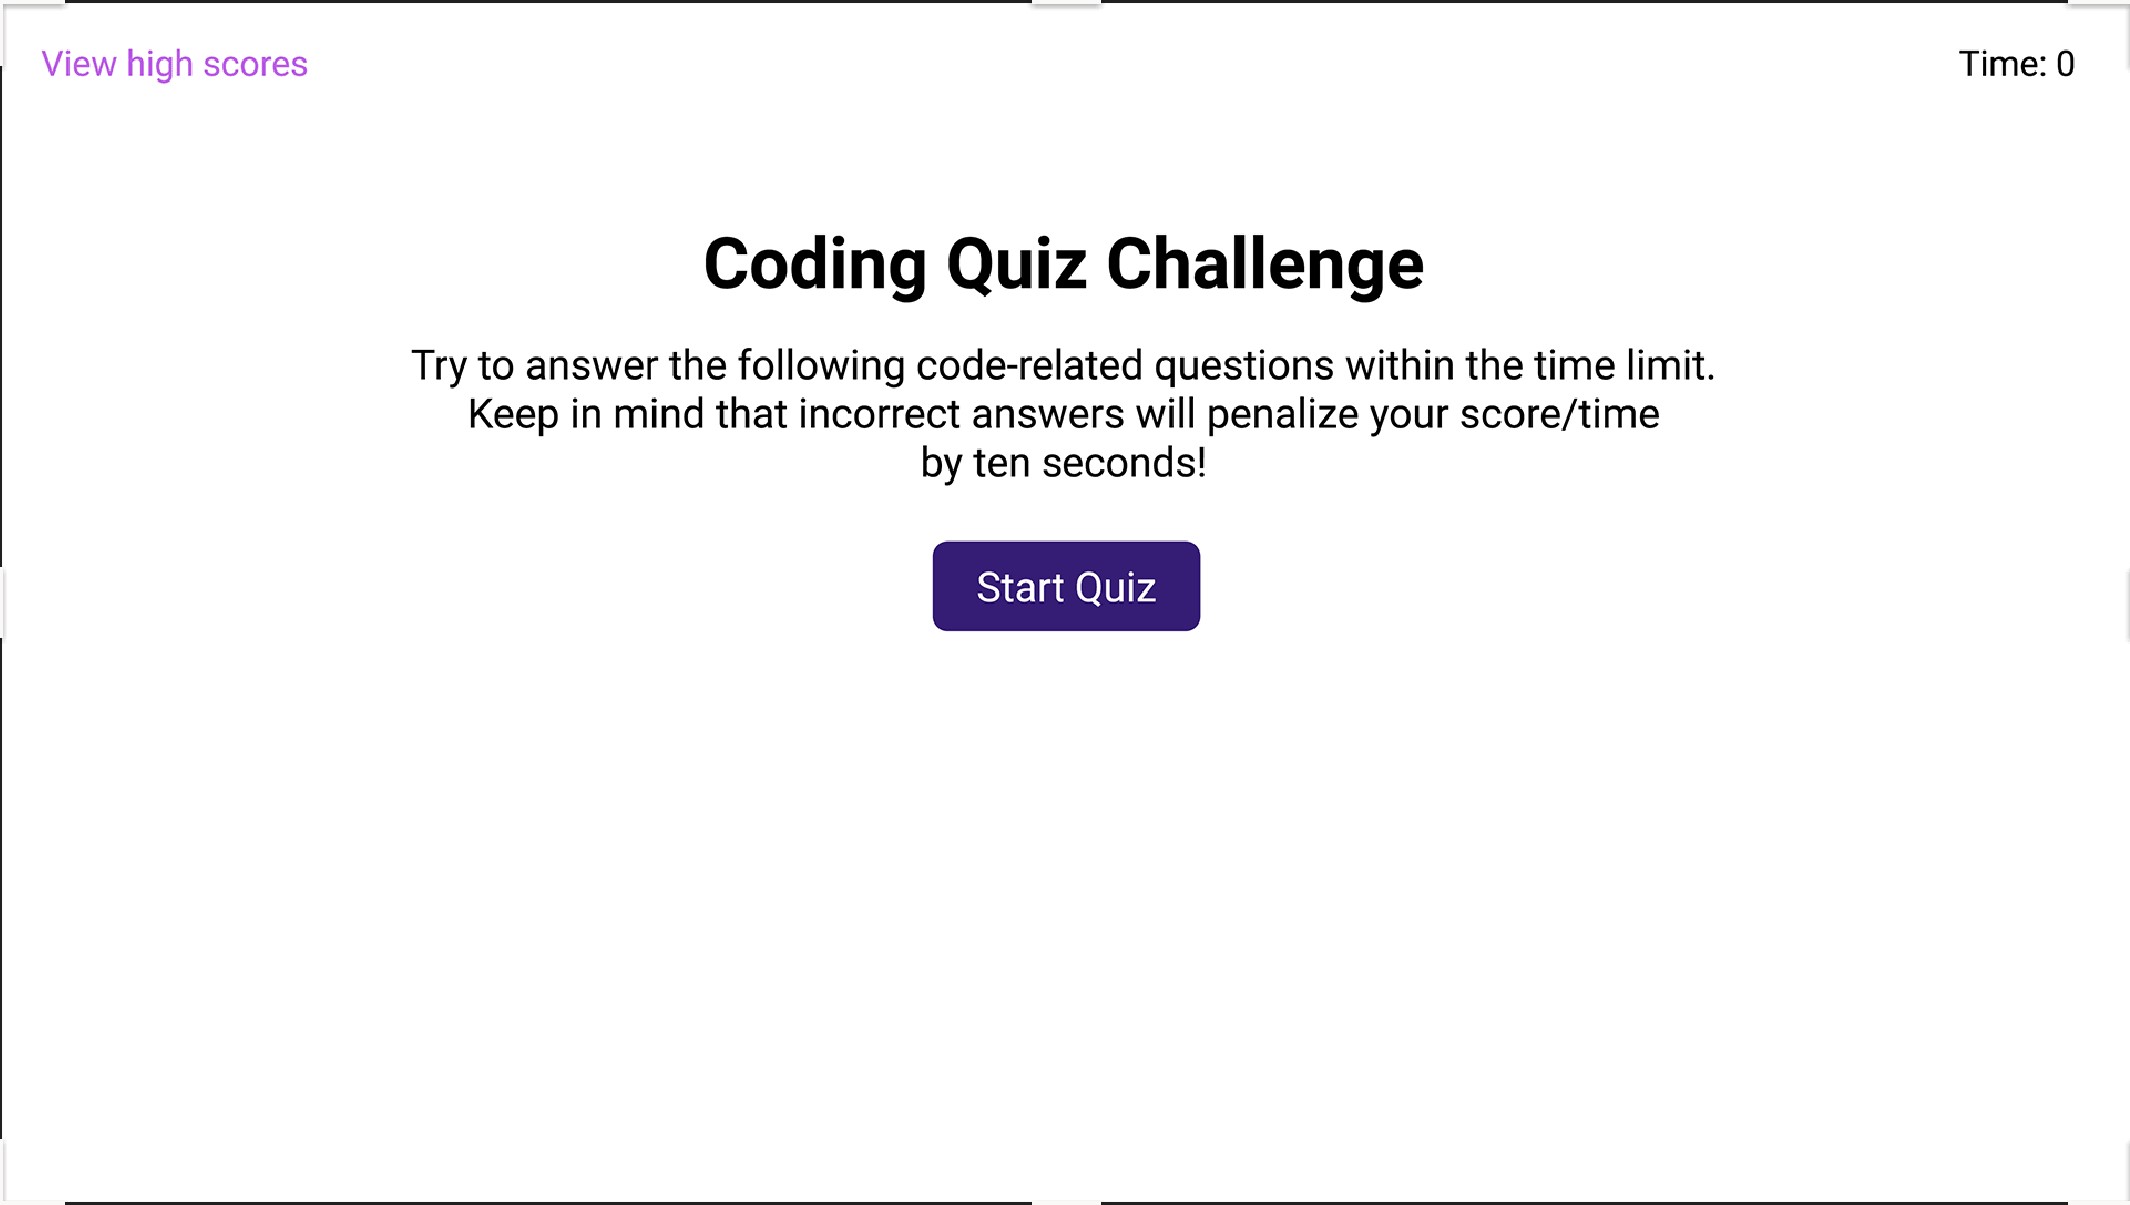 View high scores
Time: 0
Coding Quiz Challenge
Try to answer the following code-related questions within the time limit.
Keep in mind that incorrect answers will penalize your score/time
by ten seconds!
Start Quiz